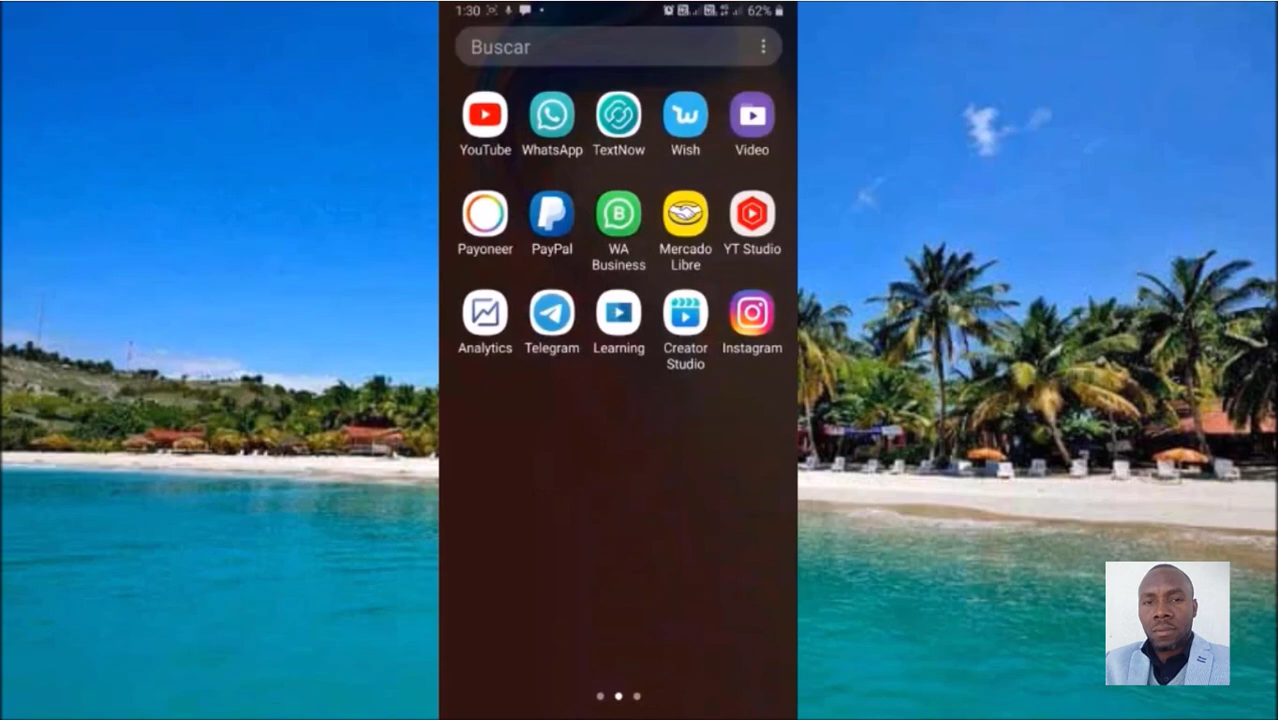 1:30 62%
Buscar
YouTube WhatsApp TextNow Wish Video
Payoneer PayPal WA Business Mercado Libre YT Studio
Analytics Telegram Learning Creator Studio Instagram